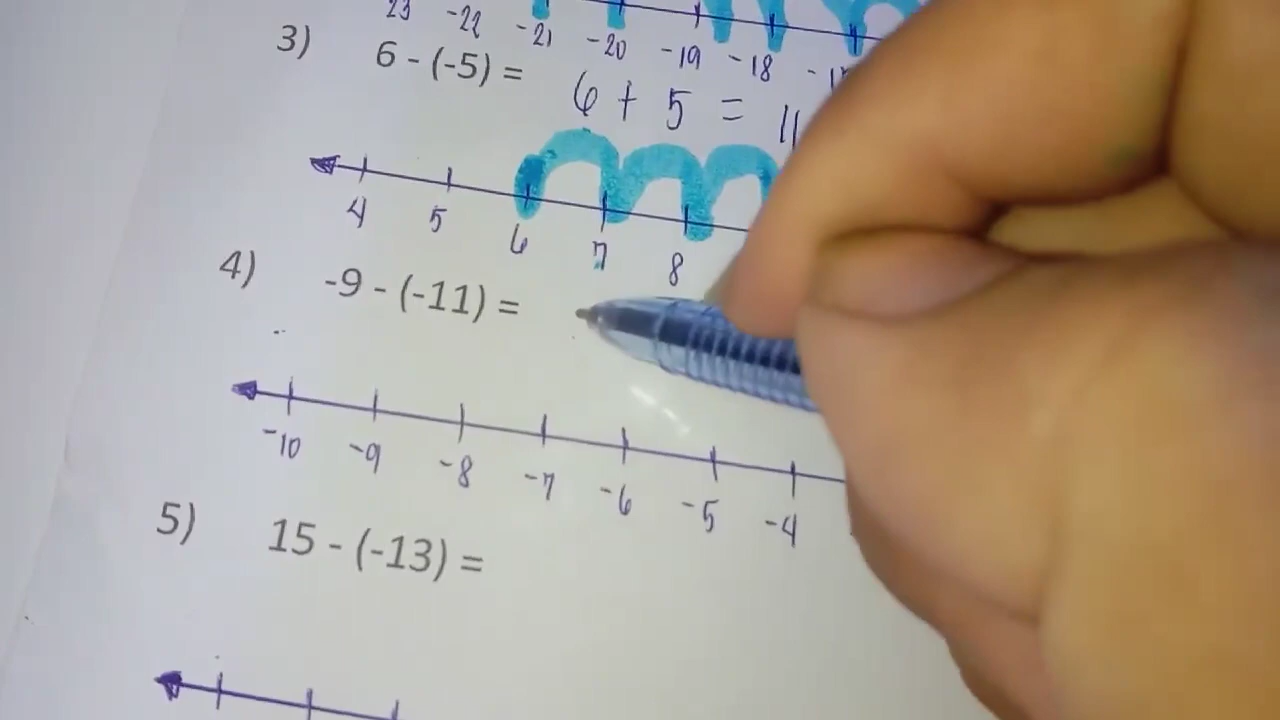 23 -22 -21 -20 -19 -18
3) 6 - (-5) = 6 + 5 = 11
4 5 6 7 8
4) -9 - (-11) =
-10 -9 -8 -7 -6 -5 -4
5) 15 - (-13) =